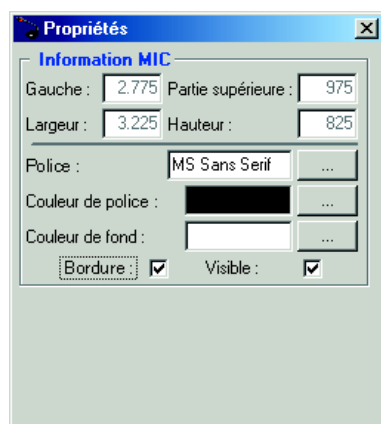 Propriétés
Information MIC
Gauche : 2.775 Partie supérieure : 975
Largeur : 3.225 Hauteur : 825
Police : MS Sans Serif ...
Couleur de police : ...
Couleur de fond : ...
Bordure : Visible :